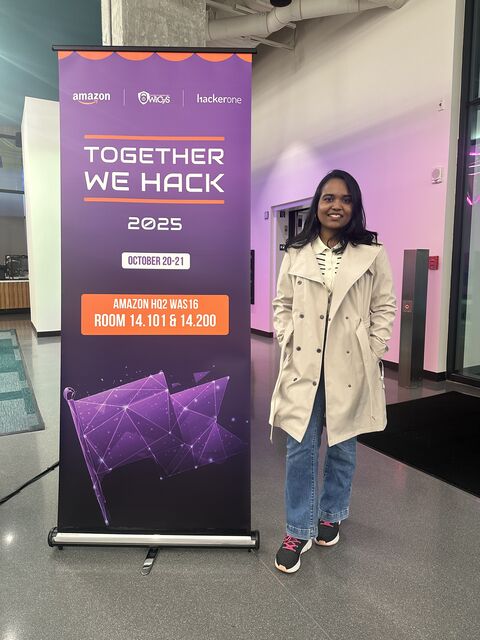 amazon
WiCyS
hackerone
TOGETHER
WE HACK
2025
OCTOBER 20-21
AMAZON HQ2 WAS16
ROOM 14.101 & 14.200